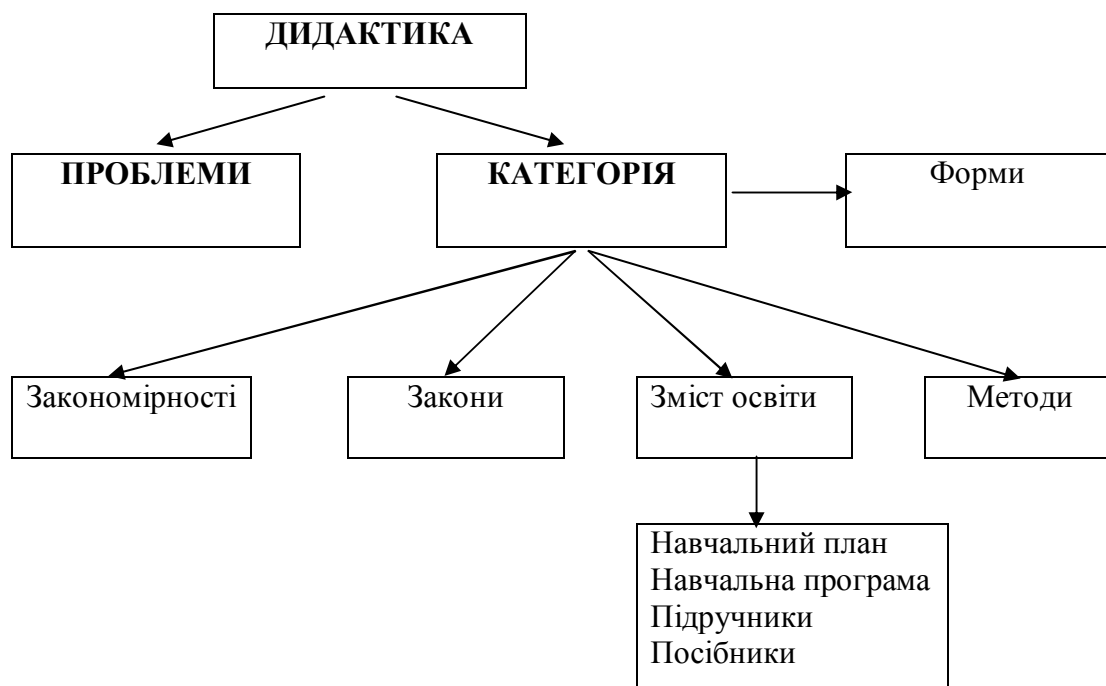 ДИДАКТИКА
ПРОБЛЕМИ
КАТЕГОРІЯ
Форми
Закономірності
Закони
Зміст освіти
Методи
Навчальний план
Навчальна програма
Підручники
Посібники